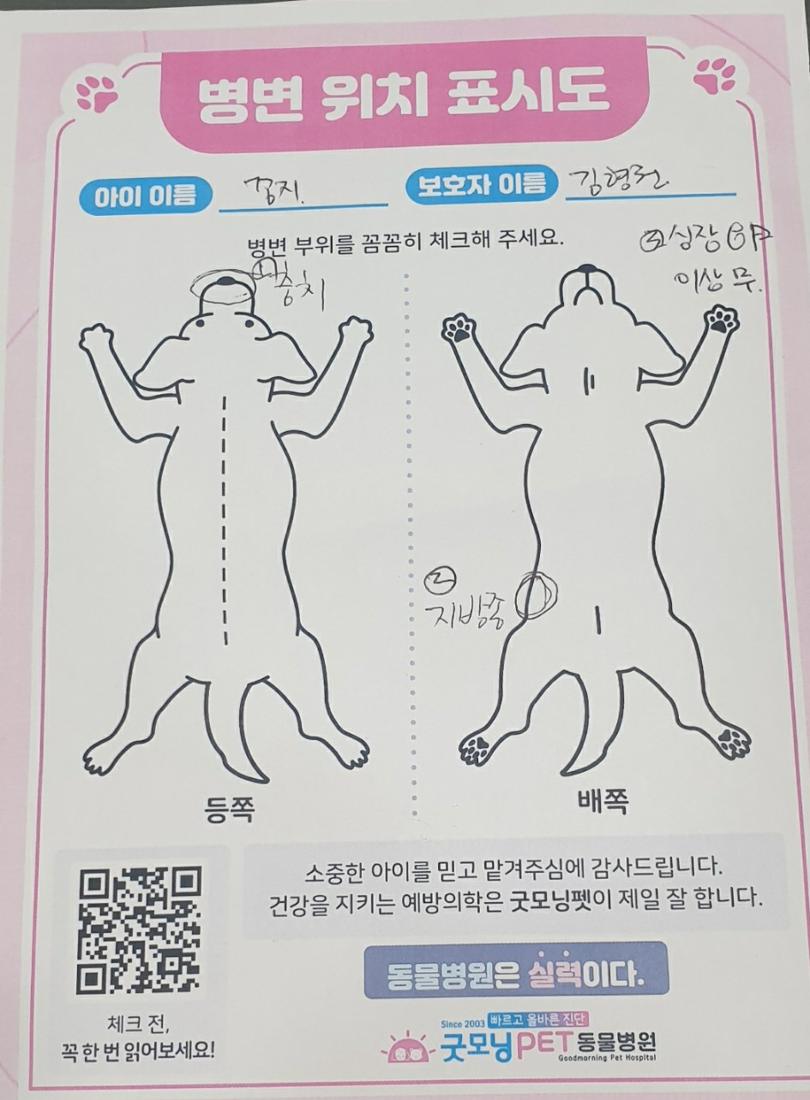 병변 위치 표시도
아이 이름 꼼지.
보호자 이름 김형권.
병변 부위를 꼼꼼히 체크해 주세요.
① 충치
③ 심장 OP
이상 무.
② 지방종
등쪽
배쪽
소중한 아이를 믿고 맡겨주심에 감사드립니다.
건강을 지키는 예방의학은 굿모닝펫이 제일 잘 합니다.
동물병원은 실력이다.
체크 전,
꼭 한 번 읽어보세요!
Since 2003 빠르고 올바른 진단
굿모닝PET동물병원
Goodmorning Pet Hospital